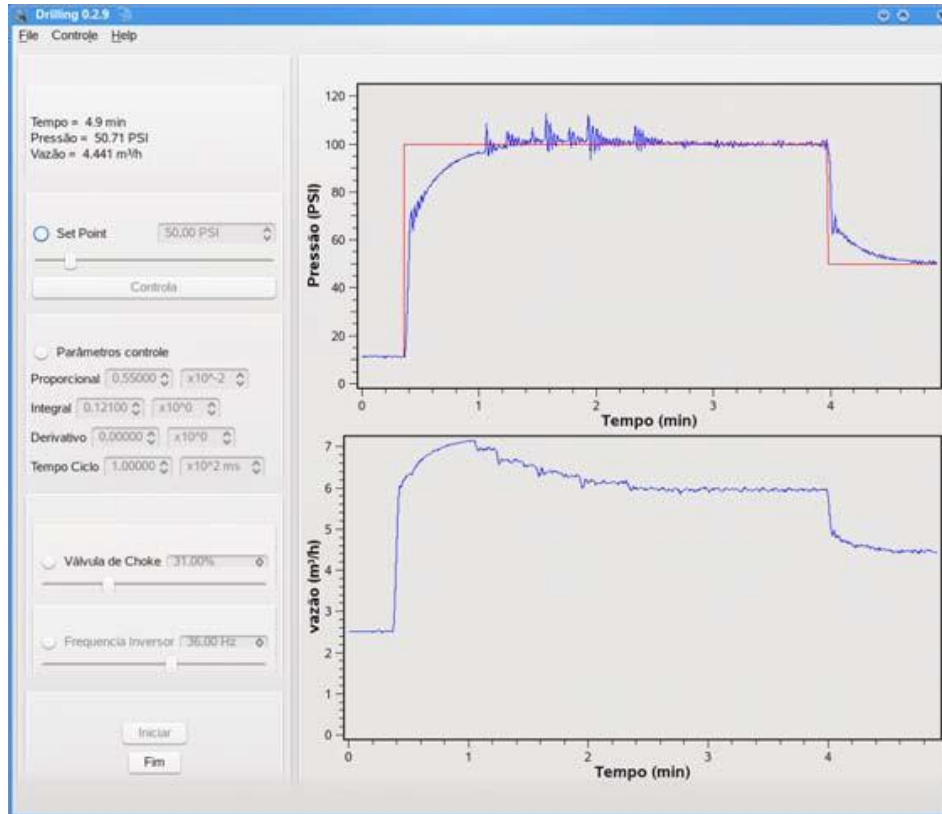 Drilling 0.2.9
File Controle Help
Tempo = 4.9 min
Pressão = 50.71 PSI
Vazão = 4.441 m³/h
Set Point 50,00 PSI
Controla
Parâmetros controle
Proporcional 0,55000 x10^-2
Integral 0.12100 x10^0
Derivativo 0,00000 x10^0
Tempo Ciclo 1,00000 x10^2 ms
Válvula de Choke 31.00%
Frequencia Inversor 36.00 Hz
Iniciar
Fim
120
100
80
60
40
20
0
Pressão (PSI)
0 1 2 3 4
Tempo (min)
7
6
5
4
3
2
1
0
vazão (m³/h)
0 1 2 3 4
Tempo (min)